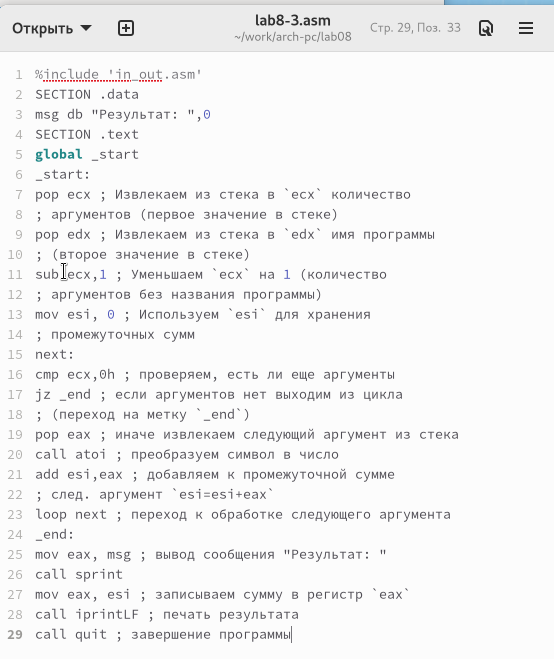 Открыть
lab8-3.asm
~/work/arch-pc/lab08
Стр. 29, Поз. 33
1 %include 'in_out.asm'
2 SECTION .data
3 msg db "Результат: ",0
4 SECTION .text
5 global _start
6 _start:
7 pop ecx ; Извлекаем из стека в `ecx` количество
8 ; аргументов (первое значение в стеке)
9 pop edx ; Извлекаем из стека в `edx` имя программы
10 ; (второе значение в стеке)
11 sub ecx,1 ; Уменьшаем `ecx` на 1 (количество
12 ; аргументов без названия программы)
13 mov esi, 0 ; Используем `esi` для хранения
14 ; промежуточных сумм
15 next:
16 cmp ecx,0h ; проверяем, есть ли еще аргументы
17 jz _end ; если аргументов нет выходим из цикла
18 ; (переход на метку `_end`)
19 pop eax ; иначе извлекаем следующий аргумент из стека
20 call atoi ; преобразуем символ в число
21 add esi,eax ; добавляем к промежуточной сумме
22 ; след. аргумент `esi=esi+eax`
23 loop next ; переход к обработке следующего аргумента
24 _end:
25 mov eax, msg ; вывод сообщения "Результат: "
26 call sprint
27 mov eax, esi ; записываем сумму в регистр `eax`
28 call iprintLF ; печать результата
29 call quit ; завершение программы